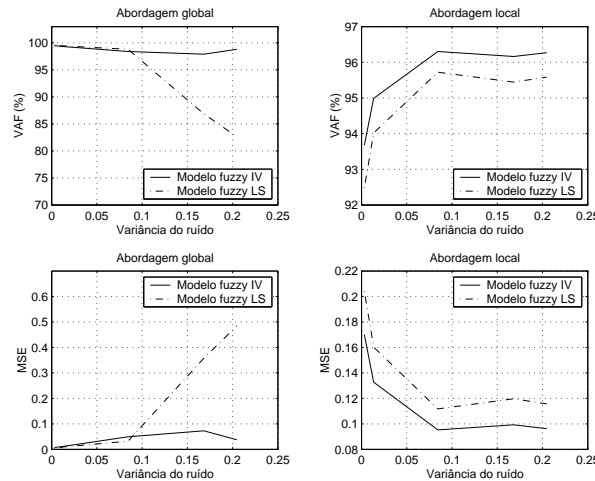 Abordagem global
100
95
90
85
80
75
70
VAF (%)
0
0.05
0.1
0.15
0.2
0.25
Variância do ruído
Modelo fuzzy IV
Modelo fuzzy LS
Abordagem local
97
96
95
94
93
92
VAF (%)
0
0.05
0.1
0.15
0.2
0.25
Variância do ruído
Modelo fuzzy IV
Modelo fuzzy LS
Abordagem global
0.6
0.5
0.4
0.3
0.2
0.1
0
MSE
0
0.05
0.1
0.15
0.2
0.25
Variância do ruído
Modelo fuzzy IV
Modelo fuzzy LS
Abordagem local
0.22
0.2
0.18
0.16
0.14
0.12
0.1
0.08
MSE
0
0.05
0.1
0.15
0.2
0.25
Variância do ruído
Modelo fuzzy IV
Modelo fuzzy LS